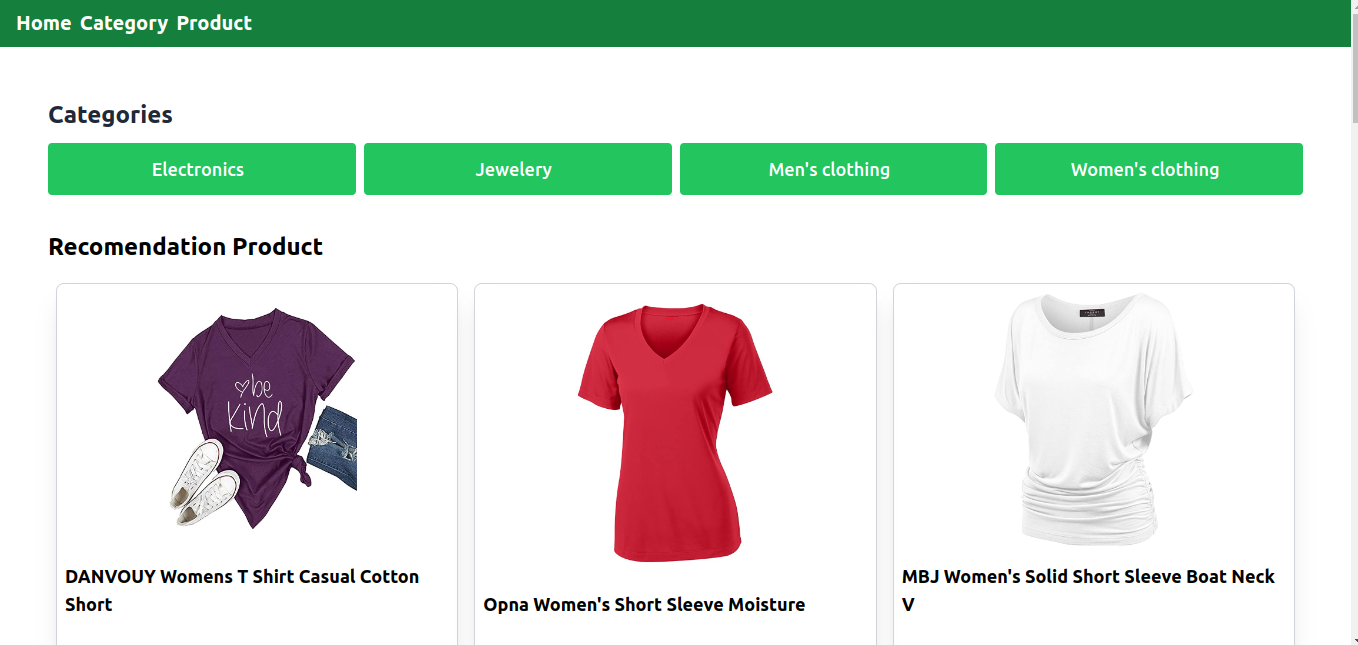 Home Category Product
Categories
Electronics
Jewelery
Men's clothing
Women's clothing
Recomendation Product
be
kind
DANVOUY Womens T Shirt Casual Cotton
Short
Opna Women's Short Sleeve Moisture
MBJ Women's Solid Short Sleeve Boat Neck
V